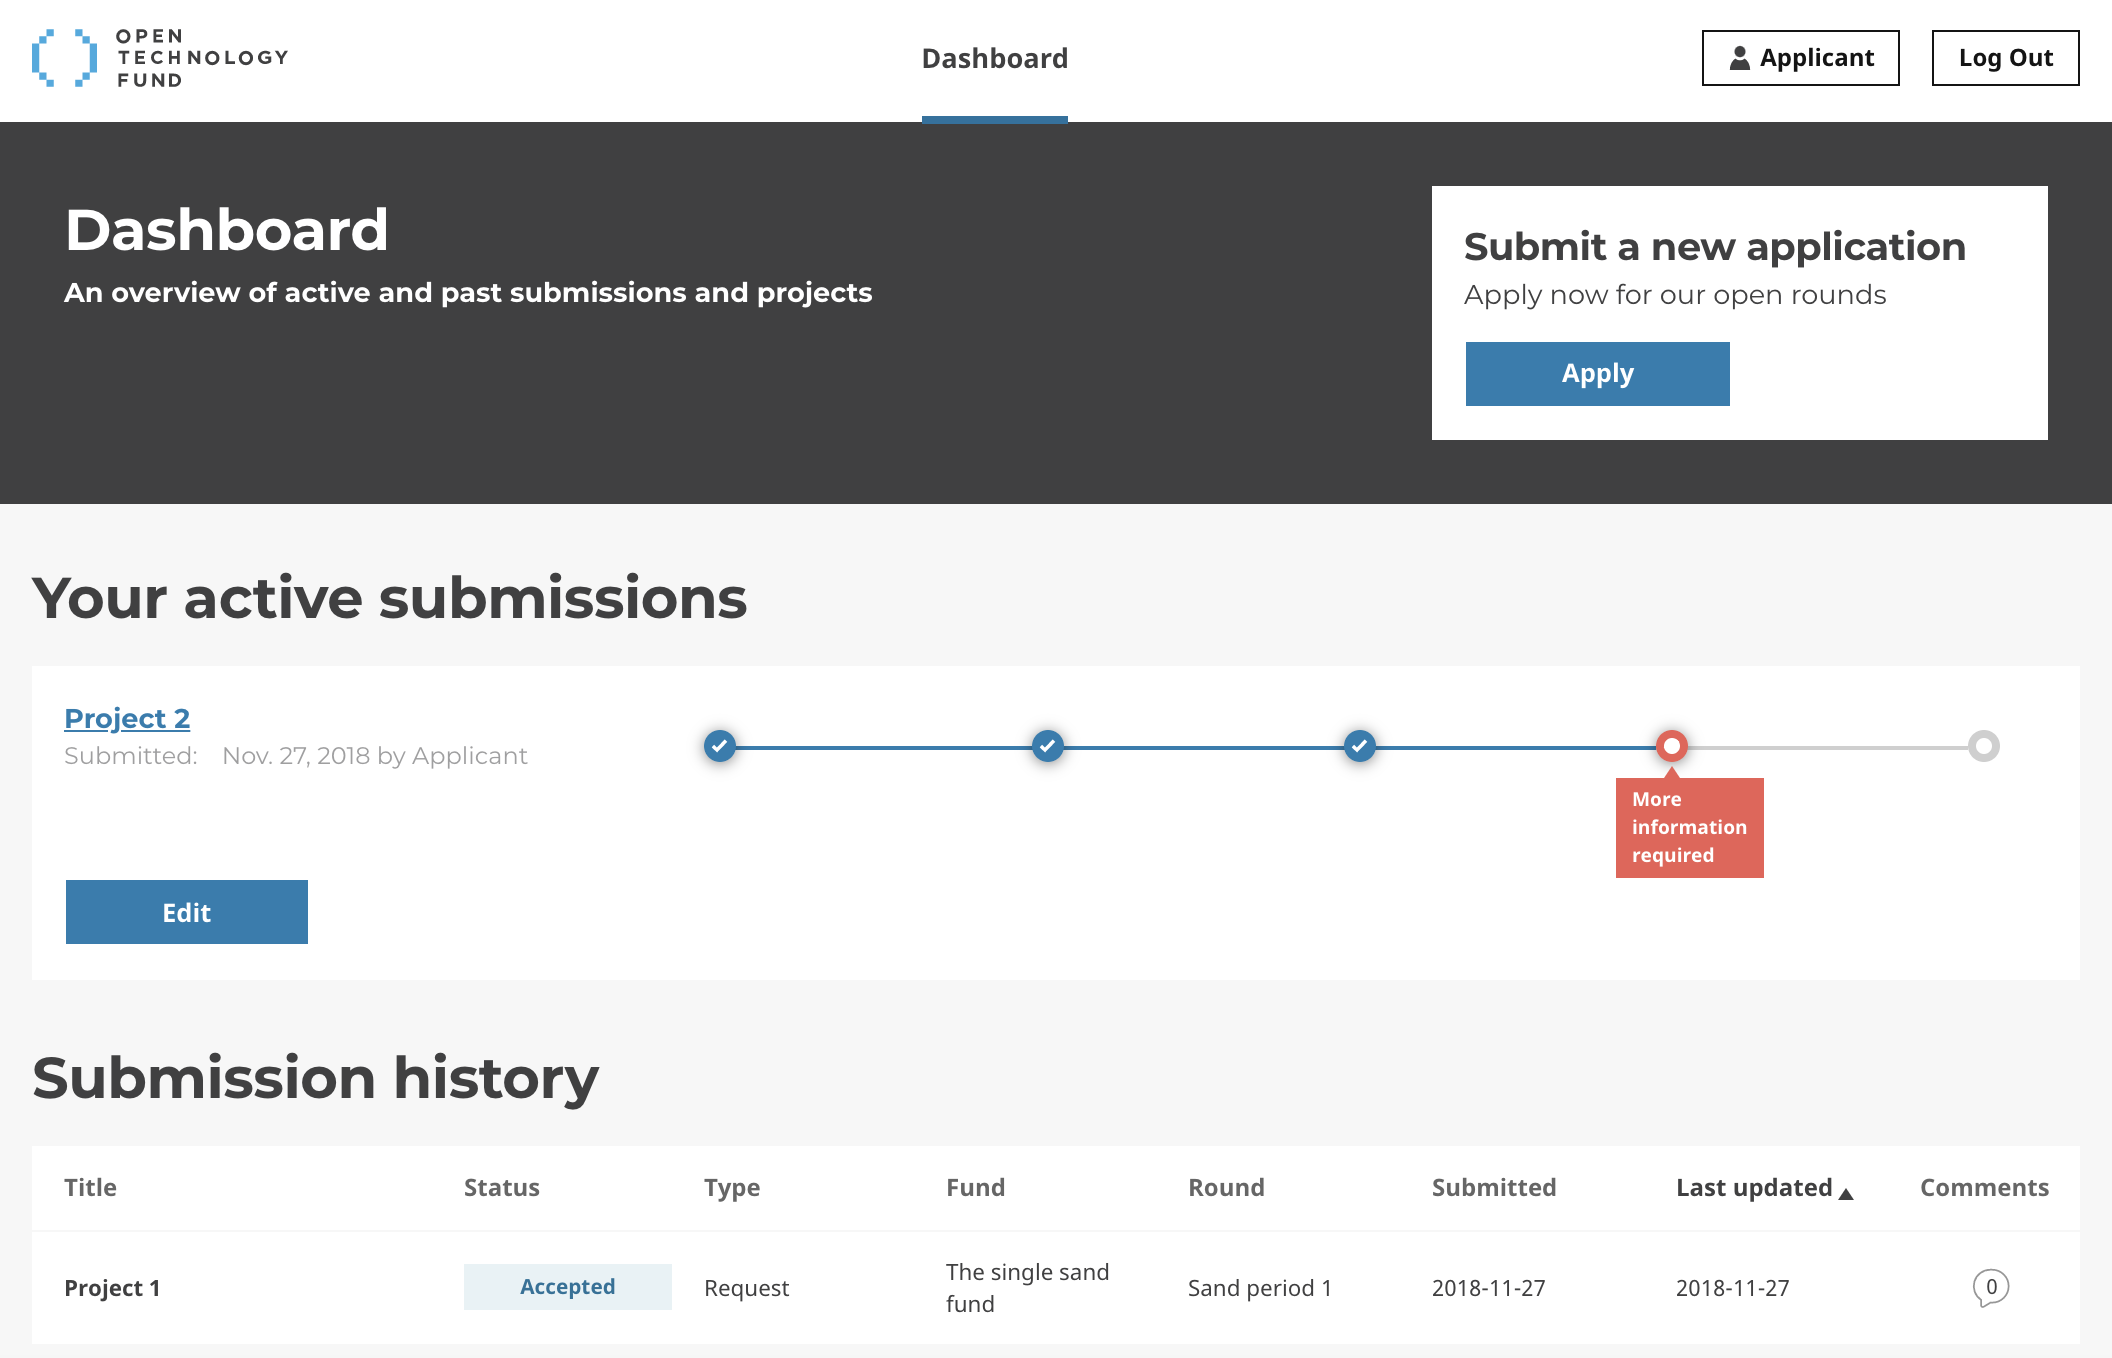 OPEN
TECHNOLOGY
FUND
Dashboard
Applicant
Log Out
Dashboard
An overview of active and past submissions and projects
Submit a new application
Apply now for our open rounds
Apply
Your active submissions
Project 2
Submitted: Nov. 27, 2018 by Applicant
More
information
required
Edit
Submission history
Title Status Type Fund Round Submitted Last updated Comments
Project 1 Accepted Request The single sand fund Sand period 1 2018-11-27 2018-11-27 0